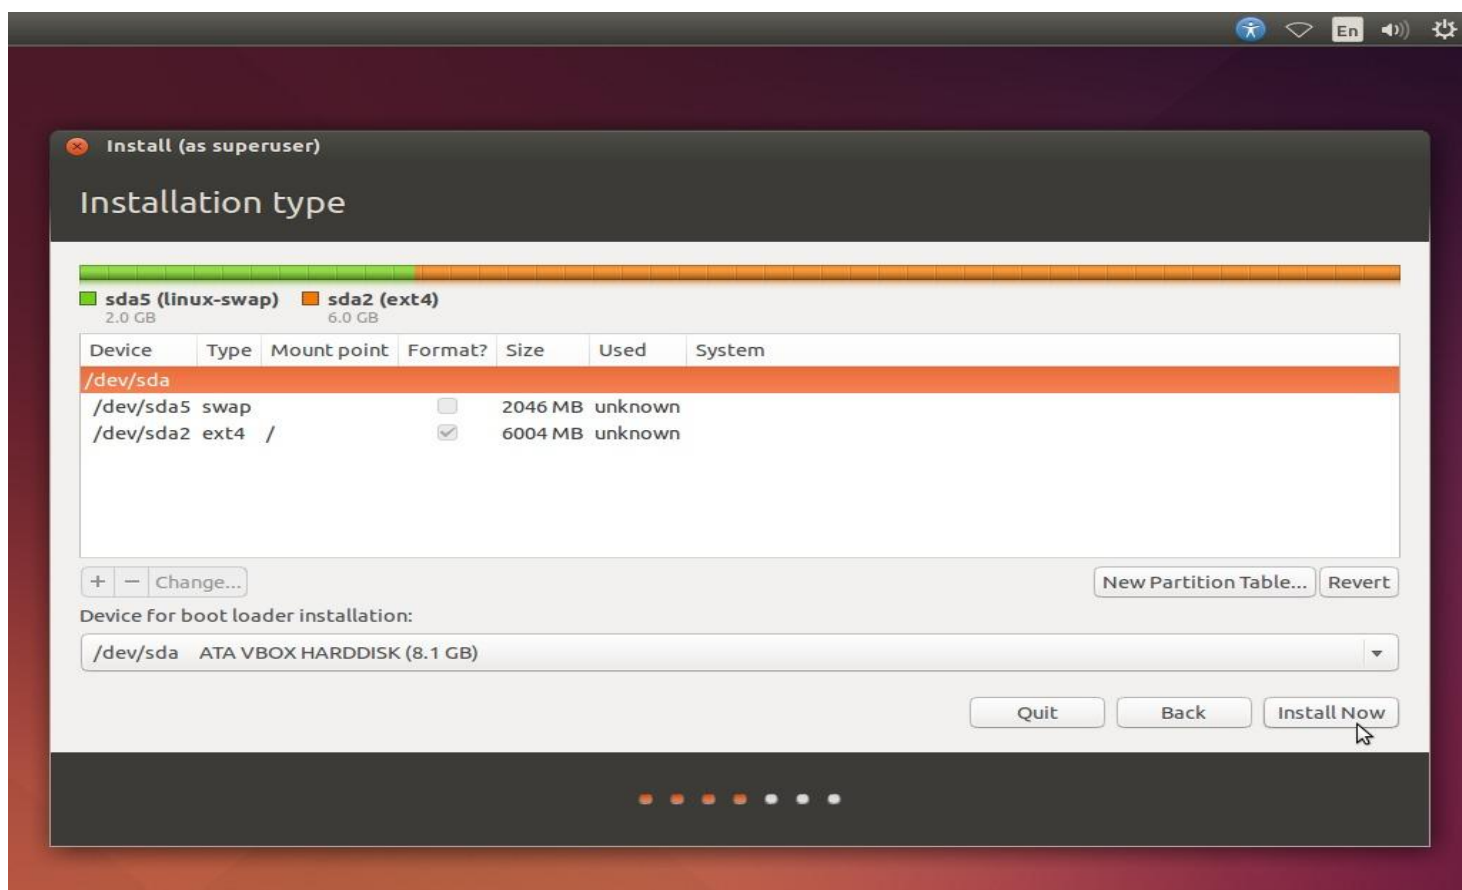 En
Install (as superuser)
Installation type
sda5 (linux-swap) sda2 (ext4)
2.0 GB 6.0 GB
Device Type Mount point Format? Size Used System
/dev/sda
/dev/sda5 swap 2046 MB unknown
/dev/sda2 ext4 / 6004 MB unknown
+ − Change... New Partition Table... Revert
Device for boot loader installation:
/dev/sda ATA VBOX HARDDISK (8.1 GB)
Quit Back Install Now